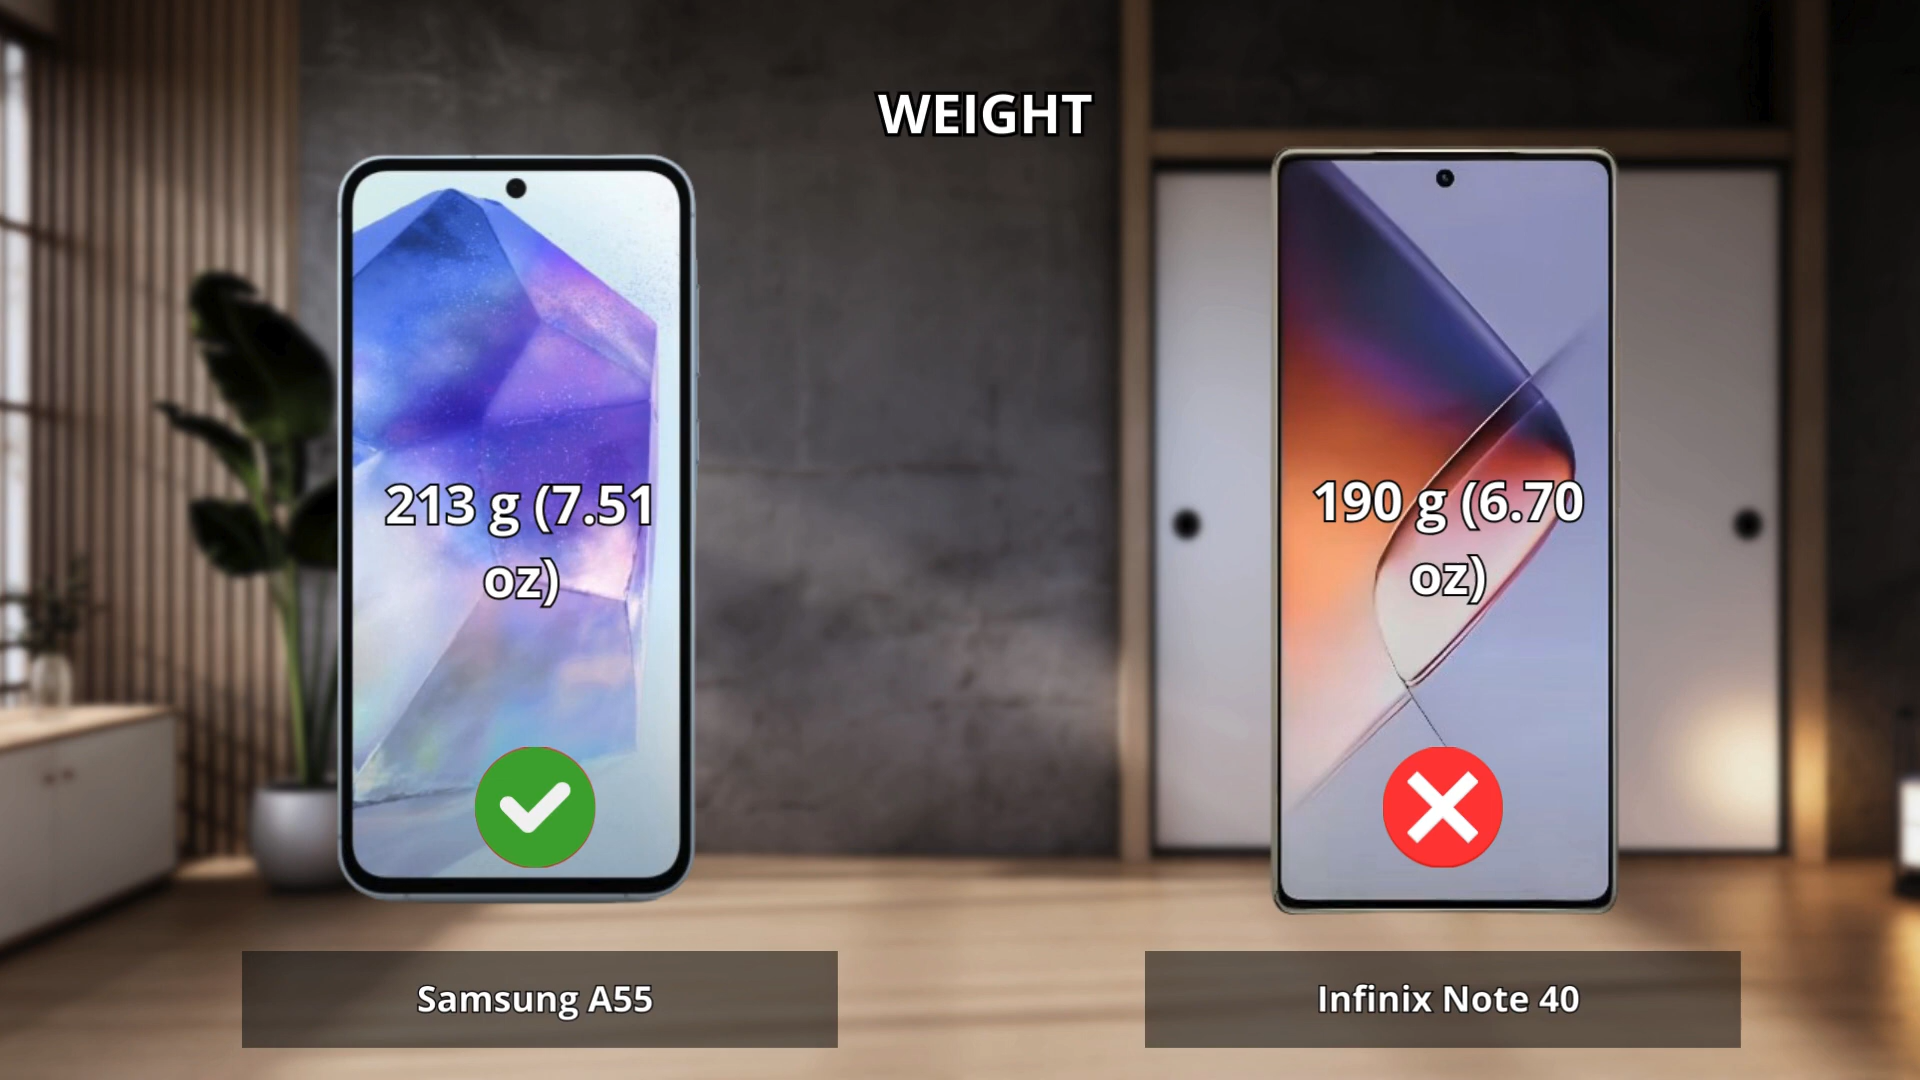 WEIGHT
213 g (7.51
oz)
190 g (6.70
oz)
Samsung A55
Infinix Note 40